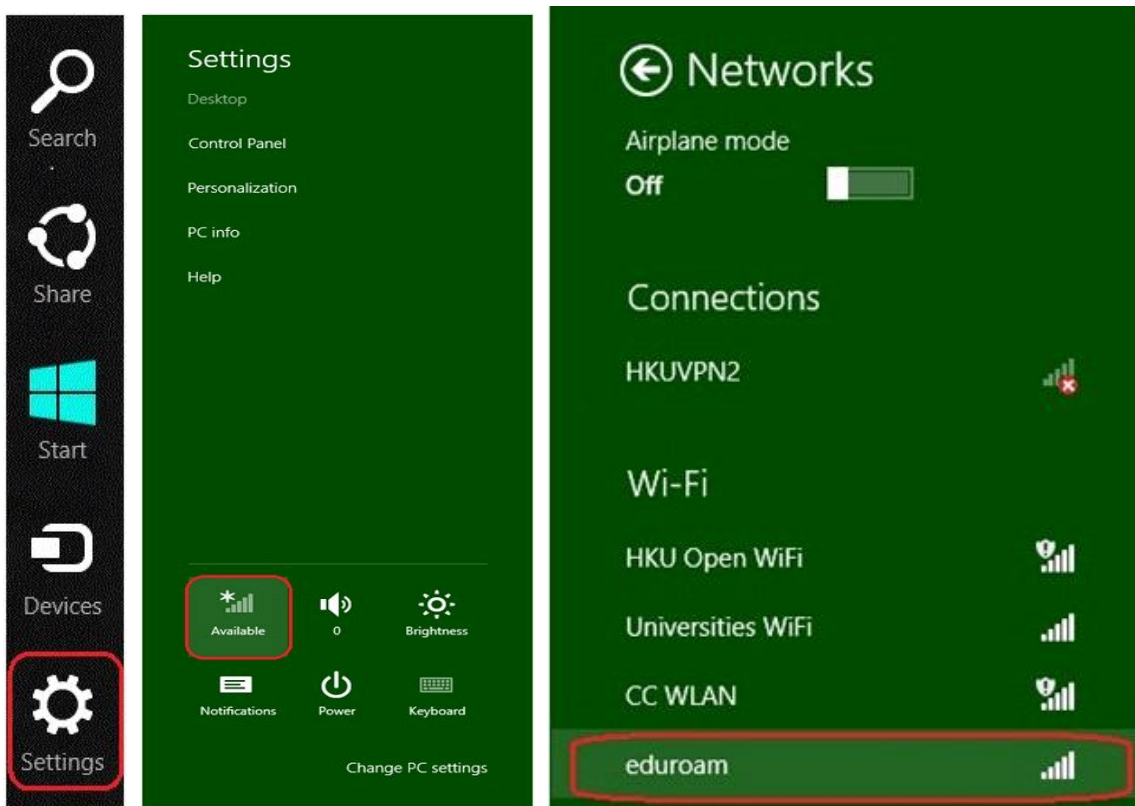 Search
Share
Start
Devices
Settings
Settings
Desktop
Control Panel
Personalization
PC info
Help
Available
0
Brightness
Notifications
Power
Keyboard
Change PC settings
Networks
Airplane mode
Off
Connections
HKUVPN2
Wi-Fi
HKU Open WiFi
Universities WiFi
CC WLAN
eduroam